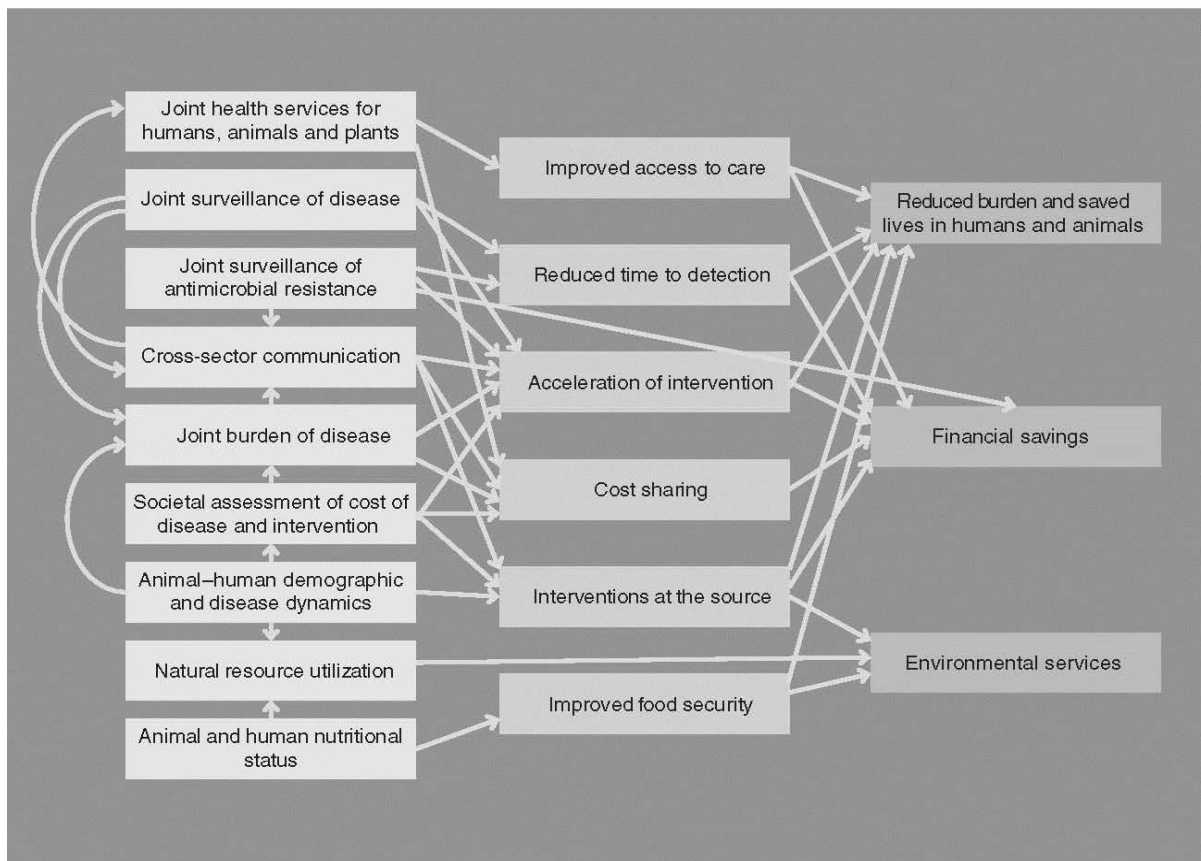 Joint health services for
humans, animals and plants
Joint surveillance of disease
Joint surveillance of
antimicrobial resistance
Cross-sector communication
Joint burden of disease
Societal assessment of cost of
disease and intervention
Animal–human demographic
and disease dynamics
Natural resource utilization
Animal and human nutritional
status
Improved access to care
Reduced time to detection
Acceleration of intervention
Cost sharing
Interventions at the source
Improved food security
Reduced burden and saved
lives in humans and animals
Financial savings
Environmental services